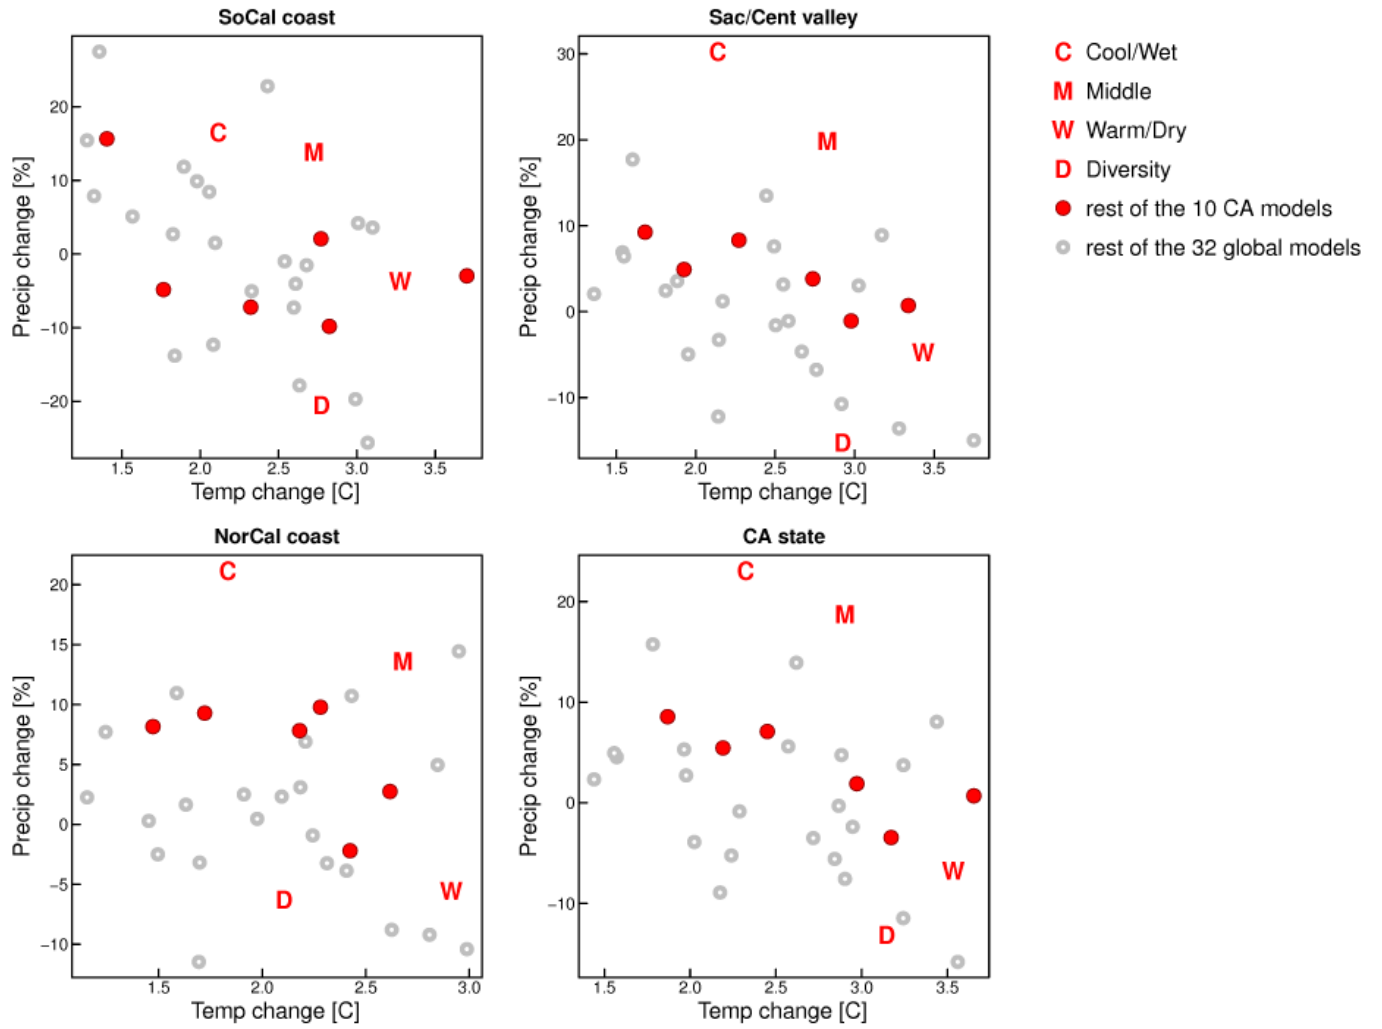 SoCal coast
20
10
0
−10
−20
Precip change [%]
C
M
W
D
1.5 2.0 2.5 3.0 3.5
Temp change [C]
Sac/Cent valley
30
20
10
0
−10
Precip change [%]
C
M
W
D
1.5 2.0 2.5 3.0 3.5
Temp change [C]
C Cool/Wet
M Middle
W Warm/Dry
D Diversity
rest of the 10 CA models
rest of the 32 global models
NorCal coast
20
15
10
5
0
−5
−10
Precip change [%]
C
M
W
D
1.5 2.0 2.5 3.0
Temp change [C]
CA state
20
10
0
−10
Precip change [%]
C
M
W
D
1.5 2.0 2.5 3.0 3.5
Temp change [C]